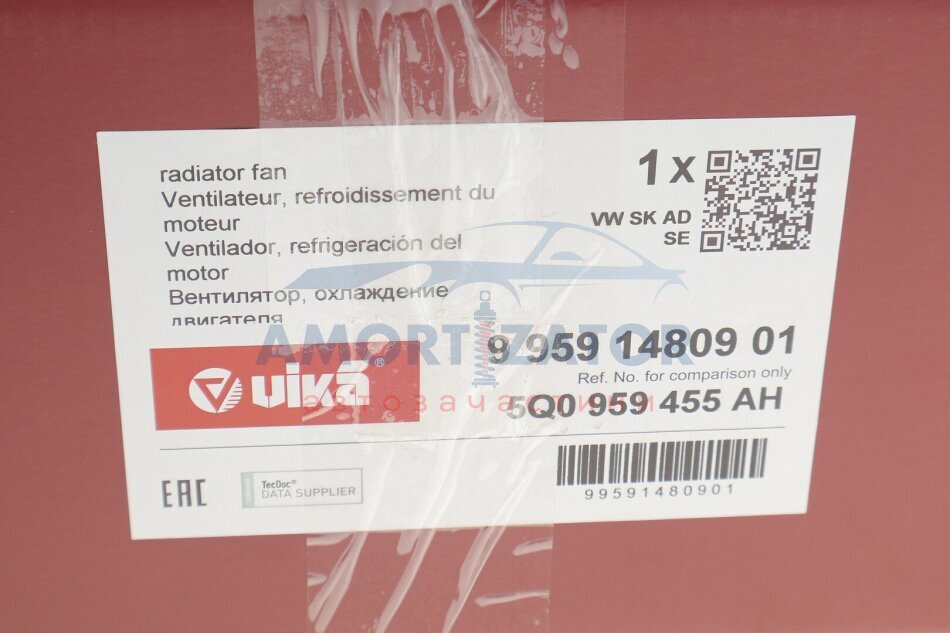 radiator fan
Ventilateur, refroidissement du
moteur
Ventilador, refrigeración del
motor
Вентилятор, охлаждение
двигателя
1 x
VW SK AD
SE
AMORTIZATOR
автозапчастини
vika®
9 959 14809 01
Ref. No. for comparison only
5Q0 959 455 AH
EAC
TecDoc®
DATA SUPPLIER
99591480901